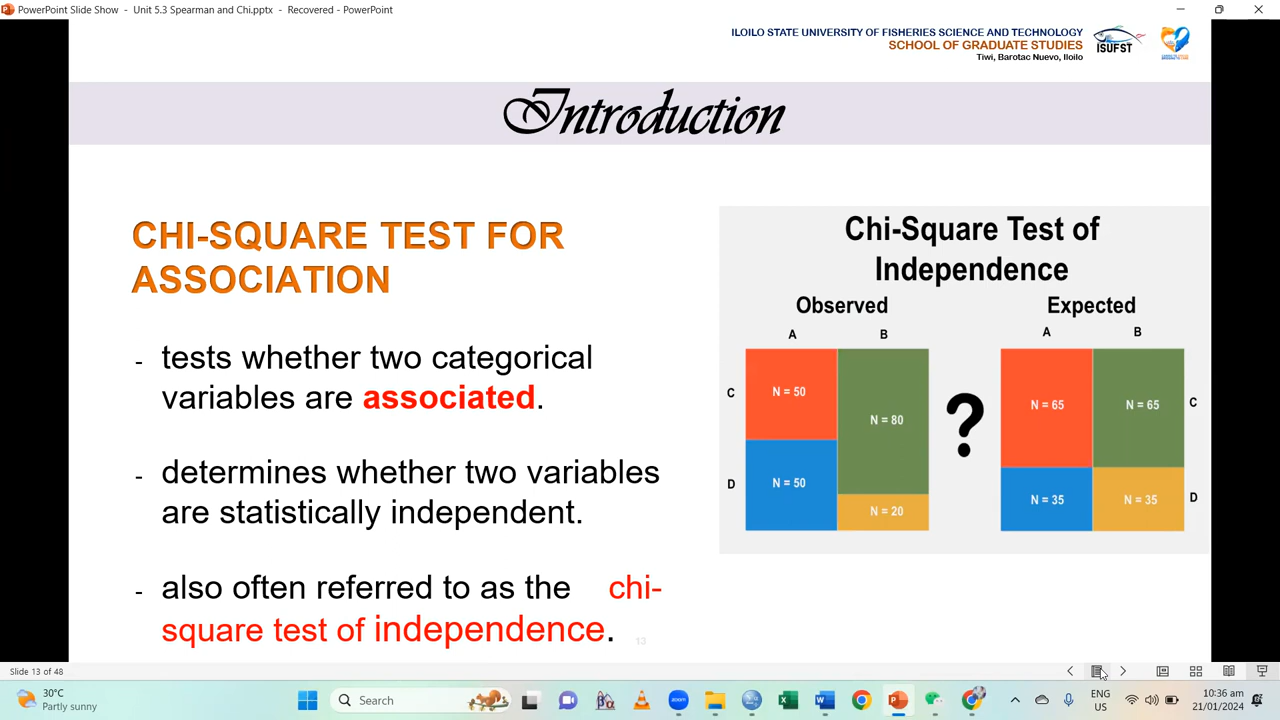 PowerPoint Slide Show - Unit 5.3 Spearman and Chi.pptx - Recovered - PowerPoint
ILOILO STATE UNIVERSITY OF FISHERIES SCIENCE AND TECHNOLOGY
SCHOOL OF GRADUATE STUDIES
Tiwi, Barotac Nuevo, Iloilo
ISUFST
Introduction
CHI-SQUARE TEST FOR
ASSOCIATION
- tests whether two categorical
variables are associated.
- determines whether two variables
are statistically independent.
- also often referred to as the chi-
square test of independence.
13
Chi-Square Test of
Independence
Observed Expected
A B A B
C N = 50 N = 80 ? N = 65 N = 65 C
D N = 50 N = 20 N = 35 N = 35 D
Slide 13 of 48
30°C
Partly sunny
Search
ENG
US
10:36 am
21/01/2024